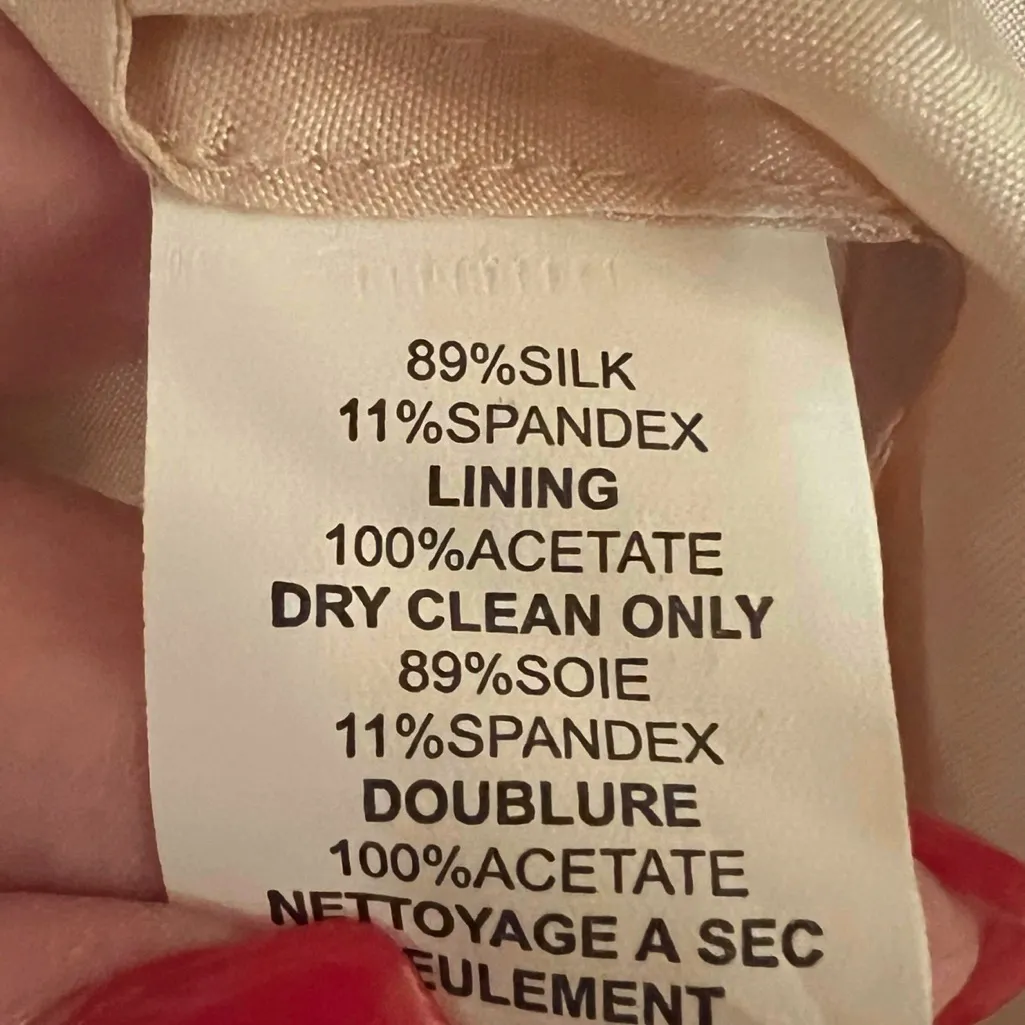 89%SILK
11%SPANDEX
LINING
100%ACETATE
DRY CLEAN ONLY
89%SOIE
11%SPANDEX
DOUBLURE
100%ACETATE
NETTOYAGE A SEC
EULEMENT